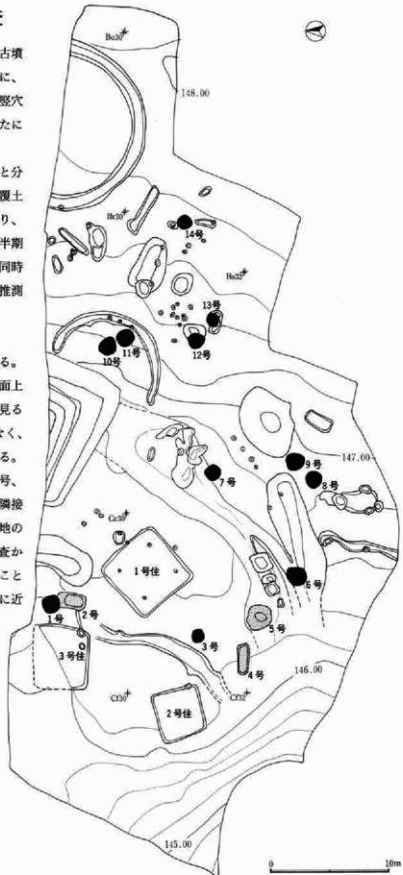 古墳
に、
竪穴
たに
と分
覆土
り、
半期
同時
推測
る。
面上
見る
なく、
る。
号、
隣接
地の
査か
こと
に近
Bo30
148.00
Br30
14号
Bs32
13号
12号
11号
10号
147.00
9号
8号
7号
Cc30
1号住
6号
1号
2号
3号住
3号
5号
4号
146.00
Cf30
Cf32
2号住
145.00
0 10m